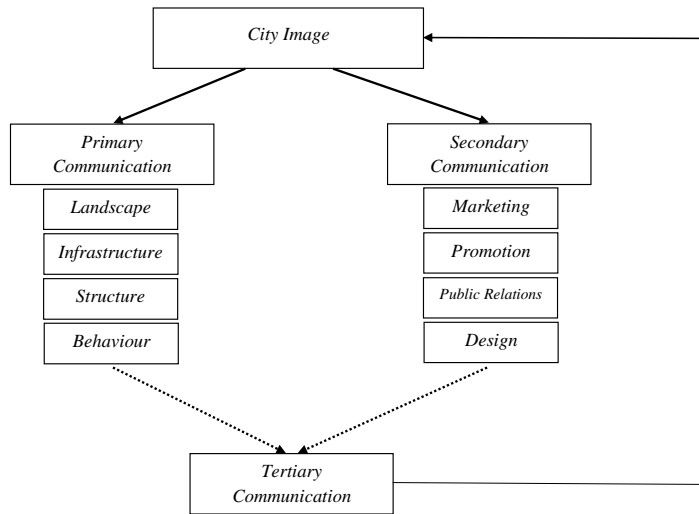 City Image
Primary
Communication
Landscape
Infrastructure
Structure
Behaviour
Secondary
Communication
Marketing
Promotion
Public Relations
Design
Tertiary
Communication